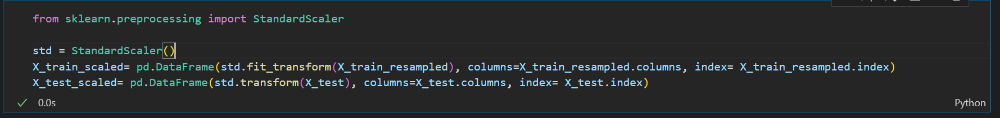 from sklearn.preprocessing import StandardScaler
std = StandardScaler()
X_train_scaled= pd.DataFrame(std.fit_transform(X_train_resampled), columns=X_train_resampled.columns, index= X_train_resampled.index)
X_test_scaled= pd.DataFrame(std.transform(X_test), columns=X_test.columns, index= X_test.index)
0.0s
Python